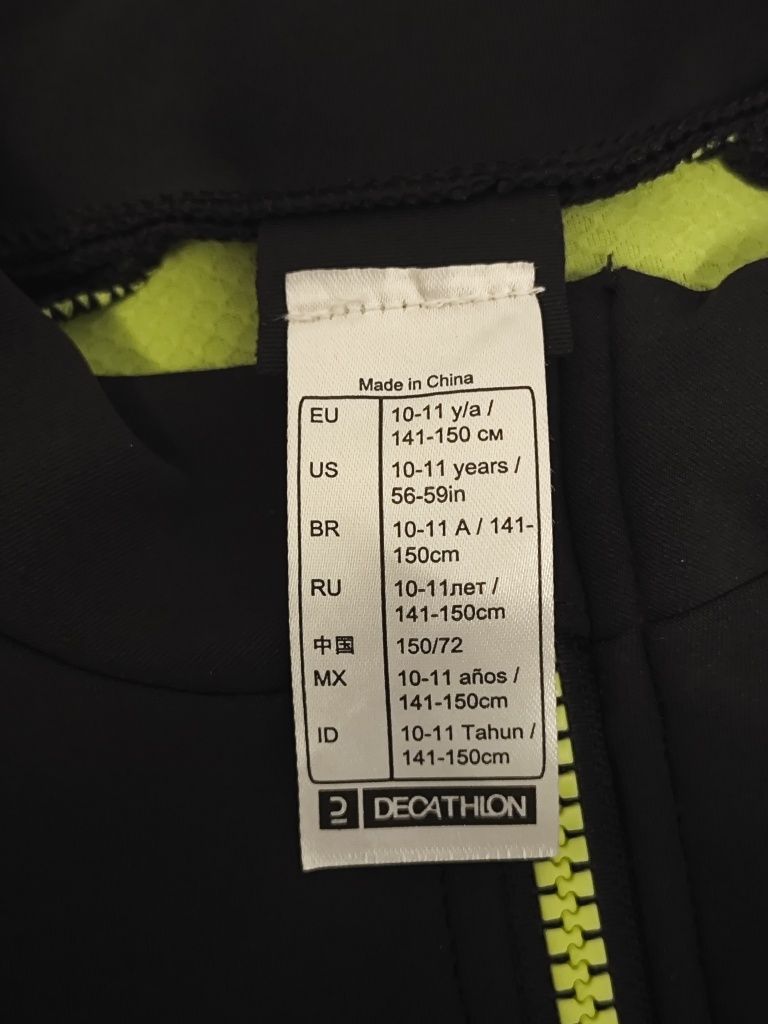 Made in China
EU 10-11 y/a /
141-150 см
US 10-11 years /
56-59in
BR 10-11 A / 141-
150cm
RU 10-11лет /
141-150cm
中国 150/72
MX 10-11 años /
141-150cm
ID 10-11 Tahun /
141-150cm
DECATHLON